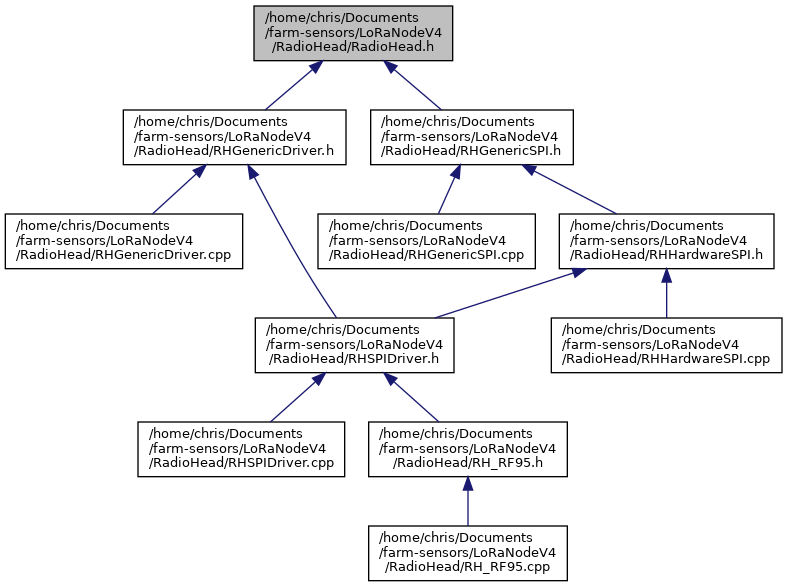 /home/chris/Documents
/farm-sensors/LoRaNodeV4
/RadioHead/RadioHead.h
/home/chris/Documents
/farm-sensors/LoRaNodeV4
/RadioHead/RHGenericDriver.h
/home/chris/Documents
/farm-sensors/LoRaNodeV4
/RadioHead/RHGenericSPI.h
/home/chris/Documents
/farm-sensors/LoRaNodeV4
/RadioHead/RHGenericDriver.cpp
/home/chris/Documents
/farm-sensors/LoRaNodeV4
/RadioHead/RHGenericSPI.cpp
/home/chris/Documents
/farm-sensors/LoRaNodeV4
/RadioHead/RHHardwareSPI.h
/home/chris/Documents
/farm-sensors/LoRaNodeV4
/RadioHead/RHSPIDriver.h
/home/chris/Documents
/farm-sensors/LoRaNodeV4
/RadioHead/RHHardwareSPI.cpp
/home/chris/Documents
/farm-sensors/LoRaNodeV4
/RadioHead/RHSPIDriver.cpp
/home/chris/Documents
/farm-sensors/LoRaNodeV4
/RadioHead/RH_RF95.h
/home/chris/Documents
/farm-sensors/LoRaNodeV4
/RadioHead/RH_RF95.cpp